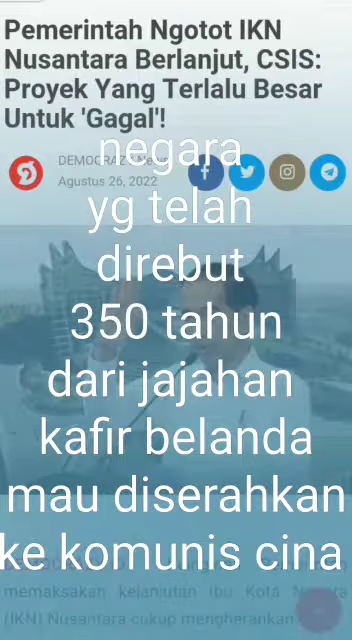 Pemerintah Ngotot IKN
Nusantara Berlanjut, CSIS:
Proyek Yang Terlalu Besar
Untuk 'Gagal'!
DEMOCRAZY News
Agustus 26, 2022
negara
yg telah
direbut
350 tahun
dari jajahan
kafir belanda
mau diserahkan
ke komunis cina
memaksakan kelanjutan Ibu Kota
(IKN) Nusantara cukup mengherankan.